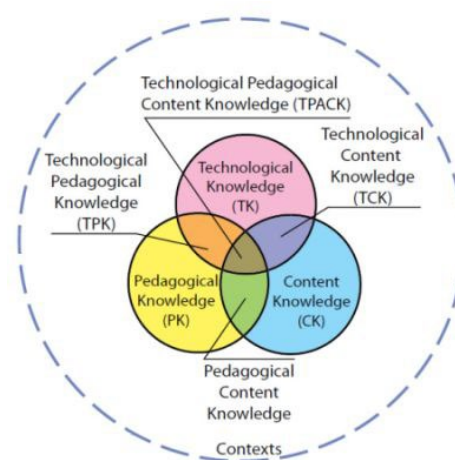 Technological Pedagogical
Content Knowledge (TPACK)
Technological
Content
Knowledge
(TCK)
Technological
Pedagogical
Knowledge
(TPK)
Technological
Knowledge
(TK)
Pedagogical
Knowledge
(PK)
Content
Knowledge
(CK)
Pedagogical
Content
Knowledge
Contexts